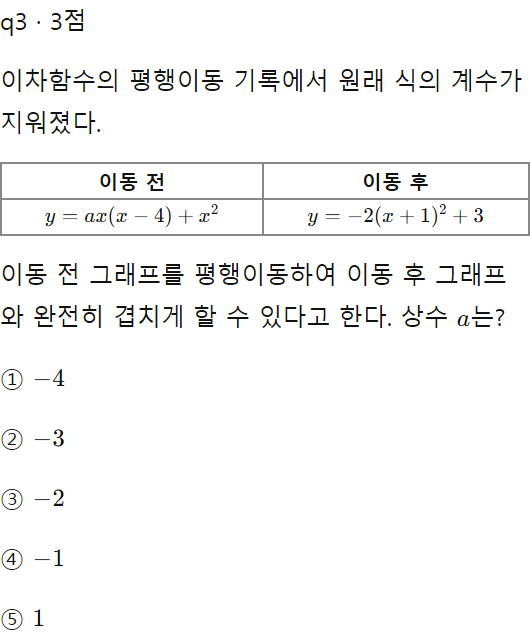 q3 · 3점
이차함수의 평행이동 기록에서 원래 식의 계수가
지워졌다.
이동 전 이동 후
y = ax(x − 4) + x² y = −2(x + 1)² + 3
이동 전 그래프를 평행이동하여 이동 후 그래프
와 완전히 겹치게 할 수 있다고 한다. 상수 a는?
① −4
② −3
③ −2
④ −1
⑤ 1